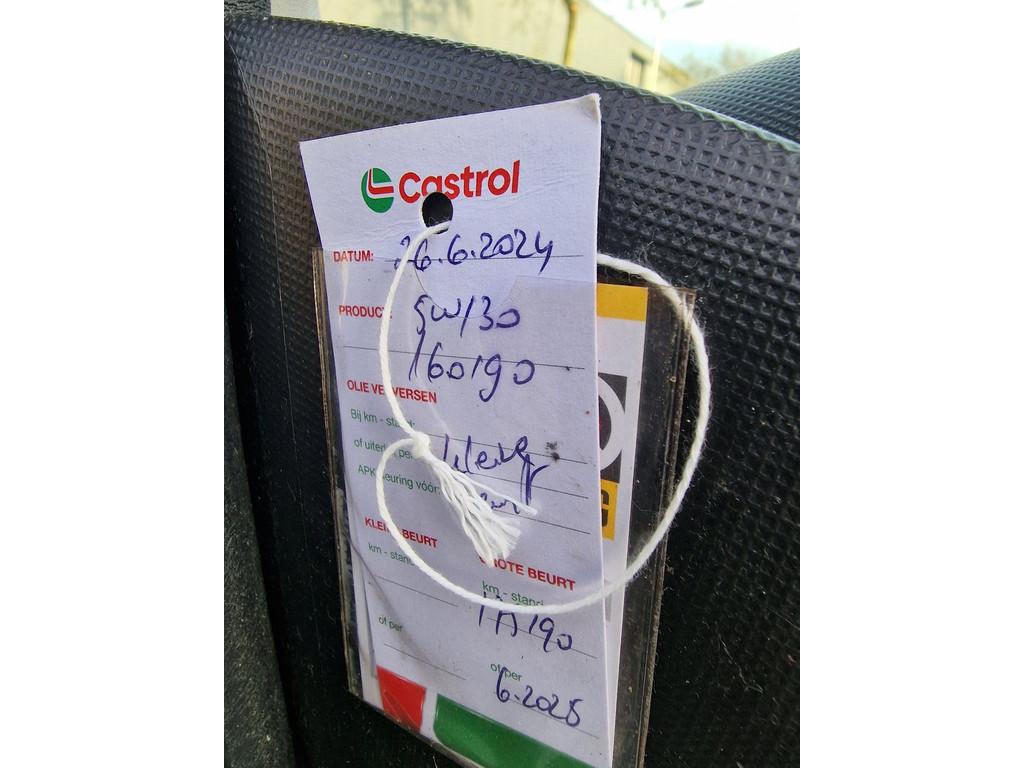 Castrol
DATUM: 26.6.2024
PRODUCT: 5W/30
160190
OLIE VERVERSEN
Bij km - stand:
of uiterlijk per
APK keuring vóór:
KLEINE BEURT
km - stand
GROTE BEURT
km - stand
190
of per
of per
6.2025
G